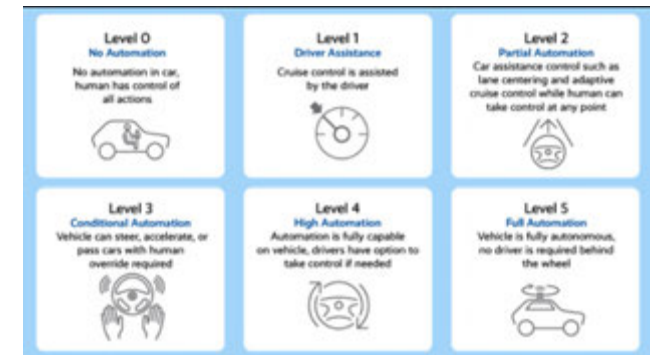 Level 0
No Automation
No automation in car,
human has control of
all actions
Level 1
Driver Assistance
Cruise control is assisted
by the driver
Level 2
Partial Automation
Car assistance control such as
lane centering and adaptive
cruise control while human can
take control at any point
Level 3
Conditional Automation
Vehicle can steer, accelerate, or
pass cars with human
override required
Level 4
High Automation
Automation is fully capable
on vehicle, drivers have option to
take control if needed
Level 5
Full Automation
Vehicle is fully autonomous,
no driver is required behind
the wheel